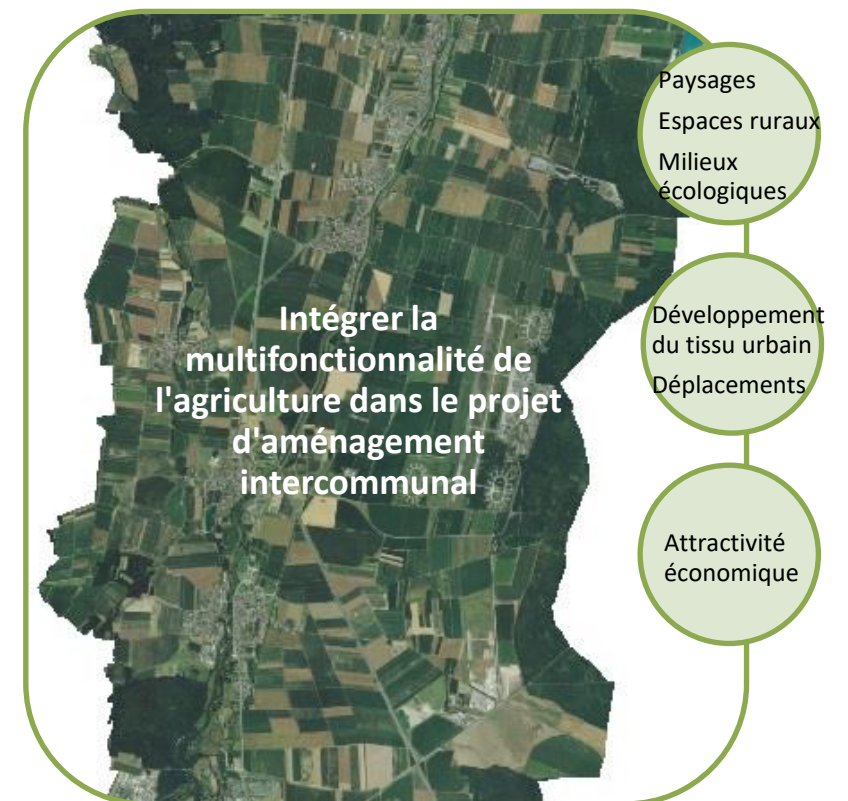 Intégrer la
multifonctionnalité de
l'agriculture dans le projet
d'aménagement
intercommunal
Paysages
Espaces ruraux
Milieux
écologiques
Développement
du tissu urbain
Déplacements
Attractivité
économique